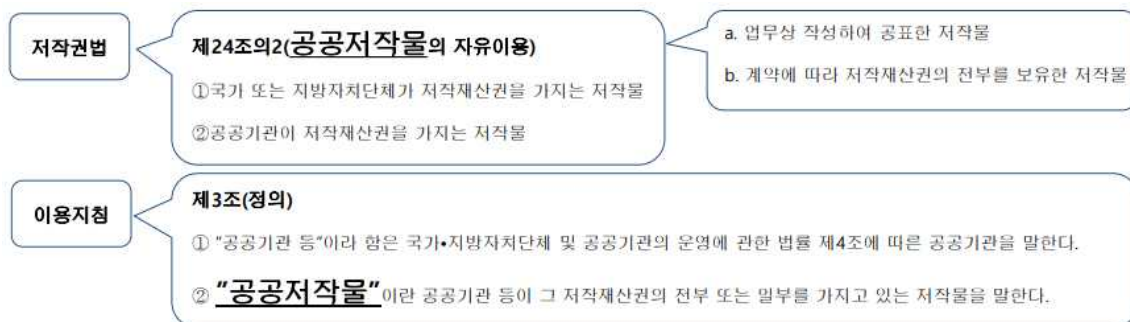 저작권법
제24조의2(공공저작물의 자유이용)
①국가 또는 지방자치단체가 저작재산권을 가지는 저작물
②공공기관이 저작재산권을 가지는 저작물
a. 업무상 작성하여 공표한 저작물
b. 계약에 따라 저작재산권의 전부를 보유한 저작물
이용지침
제3조(정의)
① "공공기관 등"이라 함은 국가•지방자치단체 및 공공기관의 운영에 관한 법률 제4조에 따른 공공기관을 말한다.
② "공공저작물"이란 공공기관 등이 그 저작재산권의 전부 또는 일부를 가지고 있는 저작물을 말한다.